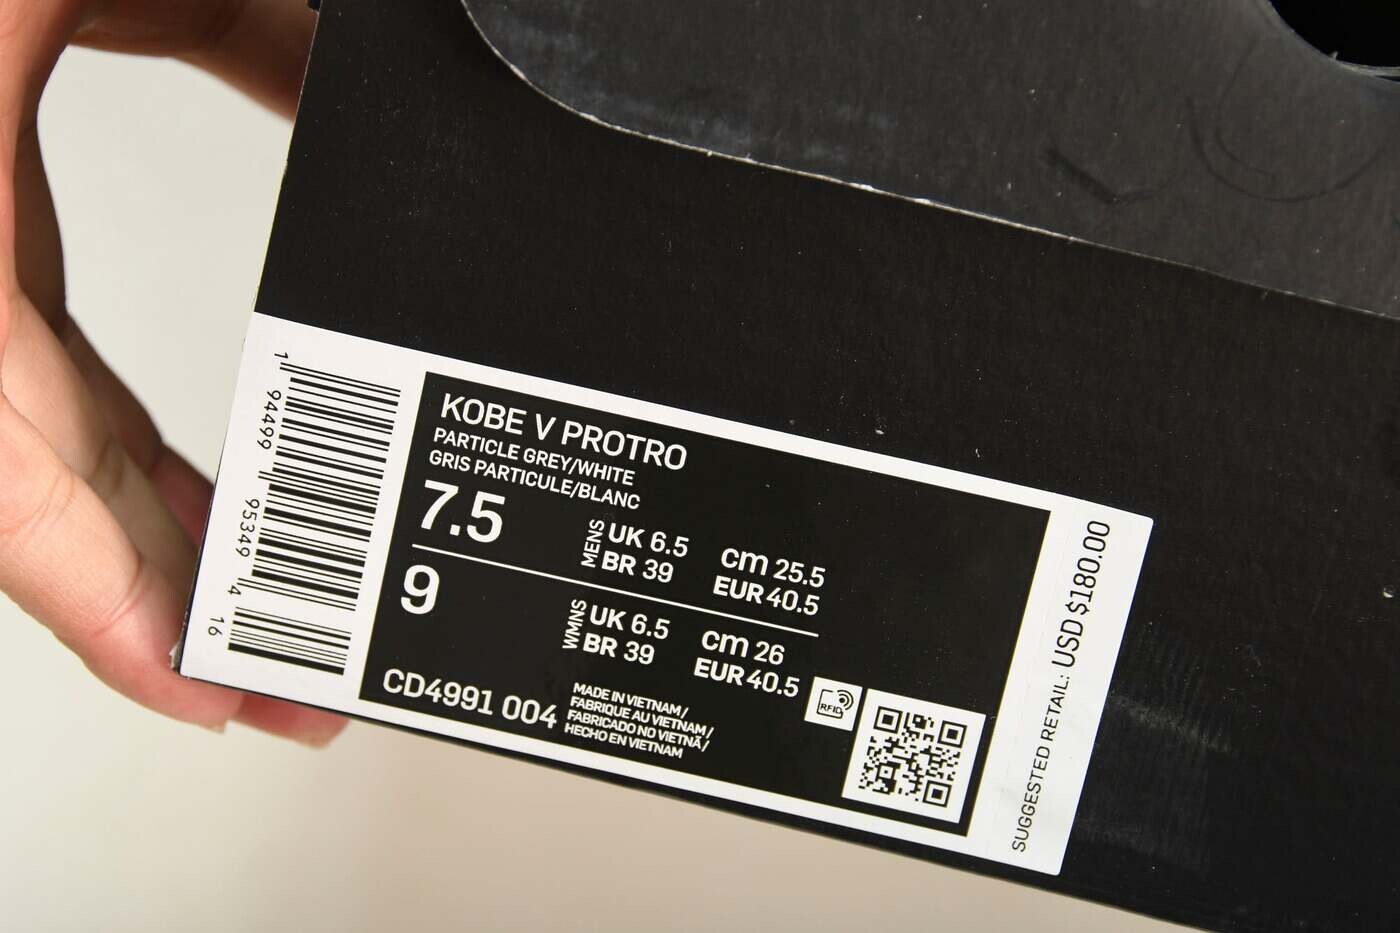 1
94499
95349
4
16
KOBE V PROTRO
PARTICLE GREY/WHITE
GRIS PARTICULE/BLANC
7.5
MENS
UK 6.5
BR 39
cm 25.5
EUR 40.5
9
WMNS
UK 6.5
BR 39
cm 26
EUR 40.5
CD4991 004
MADE IN VIETNAM/
FABRIQUE AU VIETNAM/
FABRICADO NO VIETNÃ/
HECHO EN VIETNAM
RFID
SUGGESTED RETAIL: USD $180.00